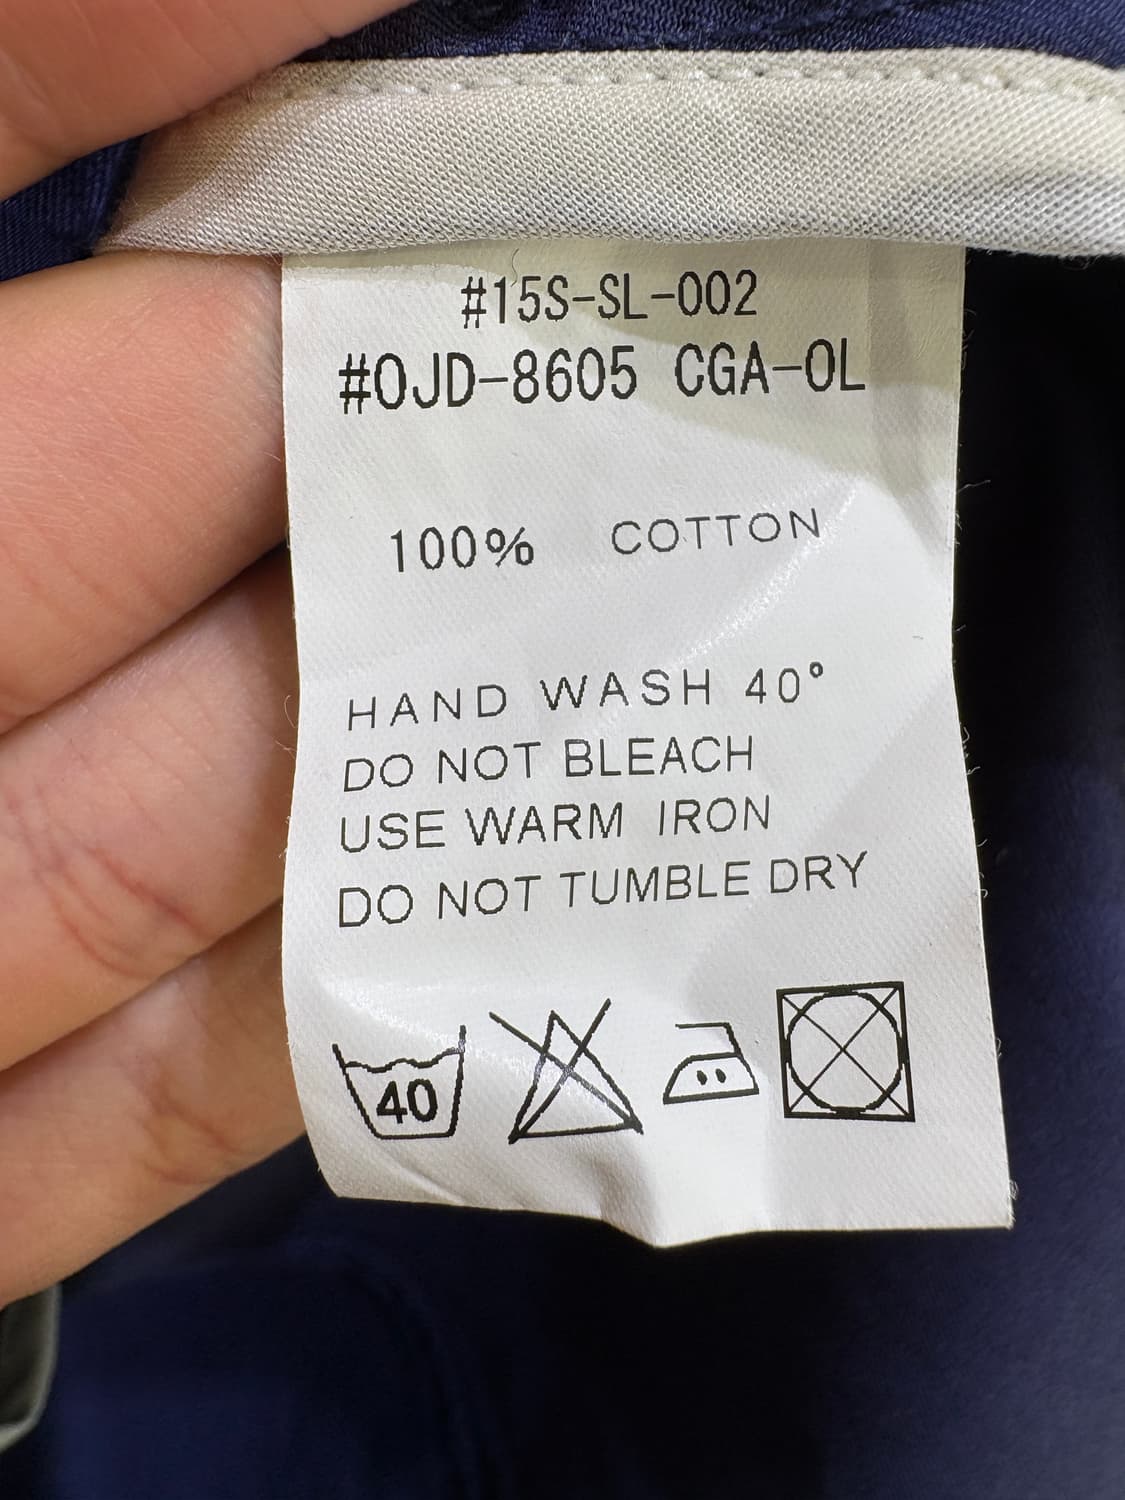 #15S-SL-002
#OJD-8605 CGA-OL
100% COTTON
HAND WASH 40°
DO NOT BLEACH
USE WARM IRON
DO NOT TUMBLE DRY
40